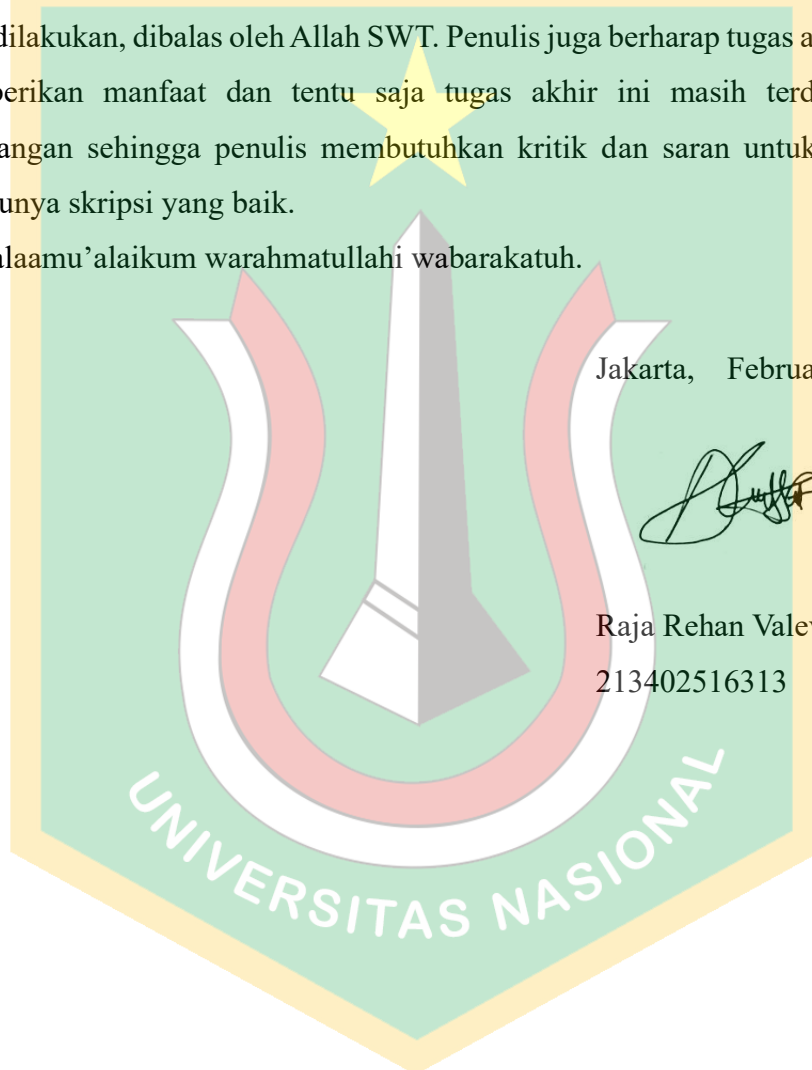 dilakukan, dibalas oleh Allah SWT. Penulis juga berharap tugas a
berikan manfaat dan tentu saja tugas akhir ini masih terd
angan sehingga penulis membutuhkan kritik dan saran untuk
unya skripsi yang baik.
alaamu’alaikum warahmatullahi wabarakatuh.
Jakarta, Februa
Raja Rehan Valev
213402516313
UNIVERSITAS NASIONAL